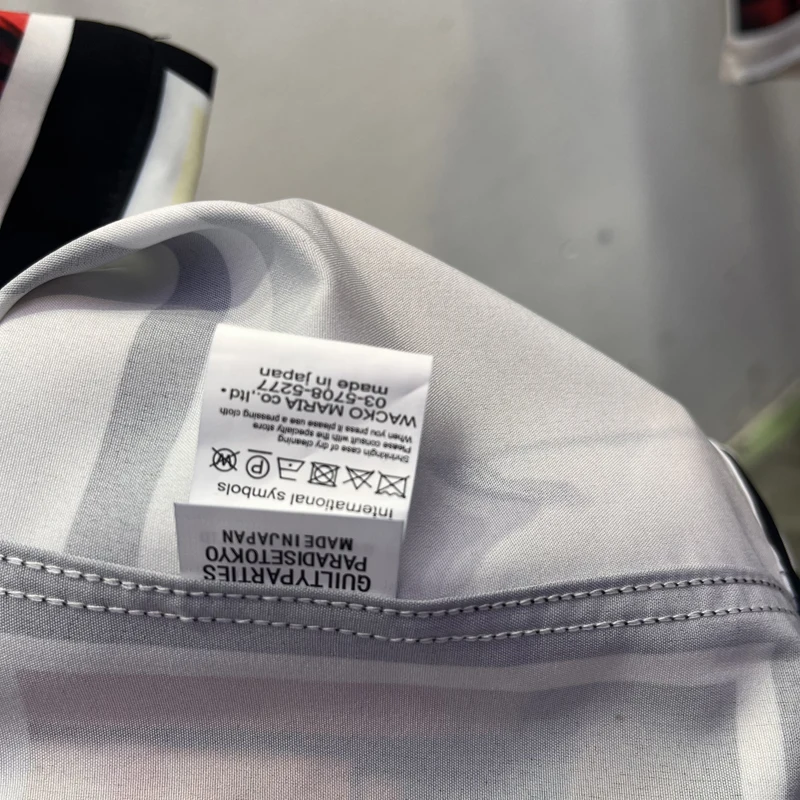 GUILTYPARTIES
PARADISETOKYO
MADE IN JAPAN
International symbols
Shrinkingin case of dry cleaning
Please consult with the specialty store
When you press it please use a pressing cloth
WACKO MARIA co.,ltd.
03-5708-5277
made in japan